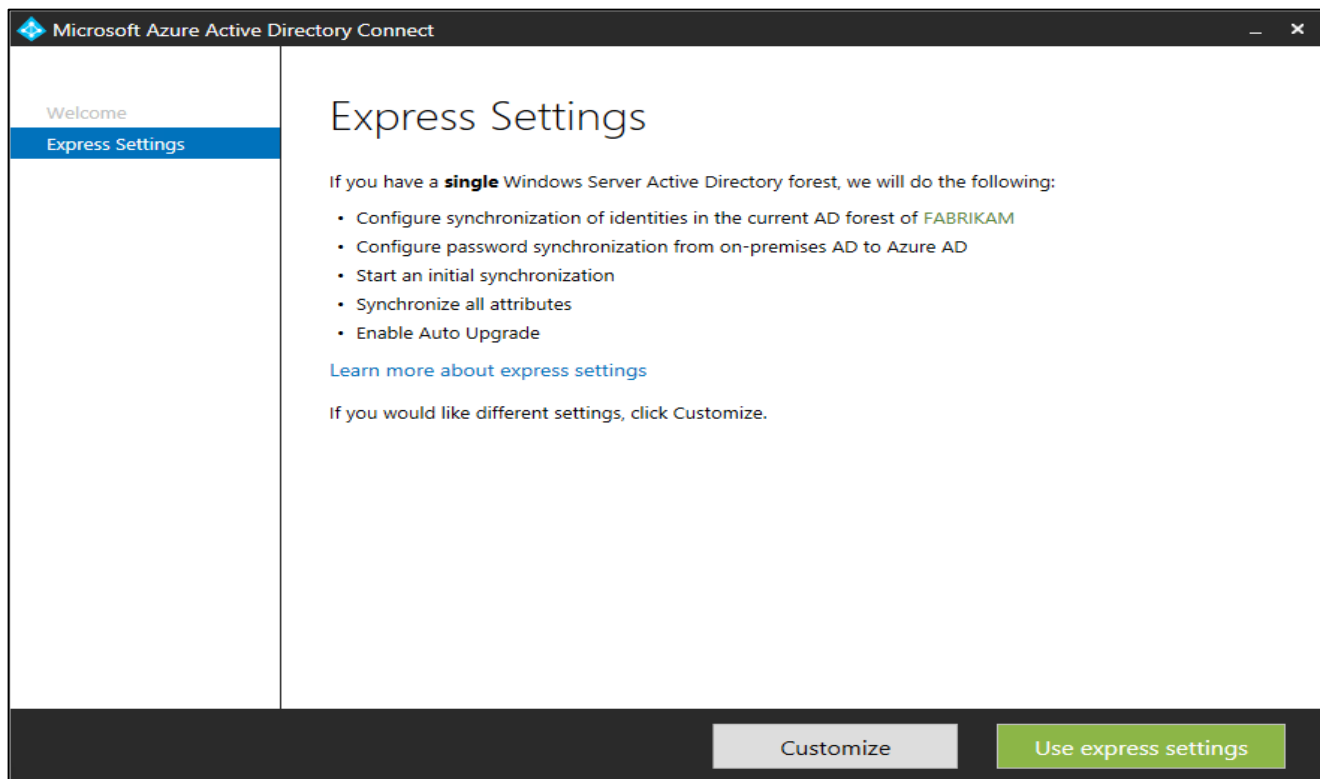 Microsoft Azure Active Directory Connect
Welcome
Express Settings
Express Settings
If you have a single Windows Server Active Directory forest, we will do the following:
• Configure synchronization of identities in the current AD forest of FABRIKAM
• Configure password synchronization from on-premises AD to Azure AD
• Start an initial synchronization
• Synchronize all attributes
• Enable Auto Upgrade
Learn more about express settings
If you would like different settings, click Customize.
Customize
Use express settings